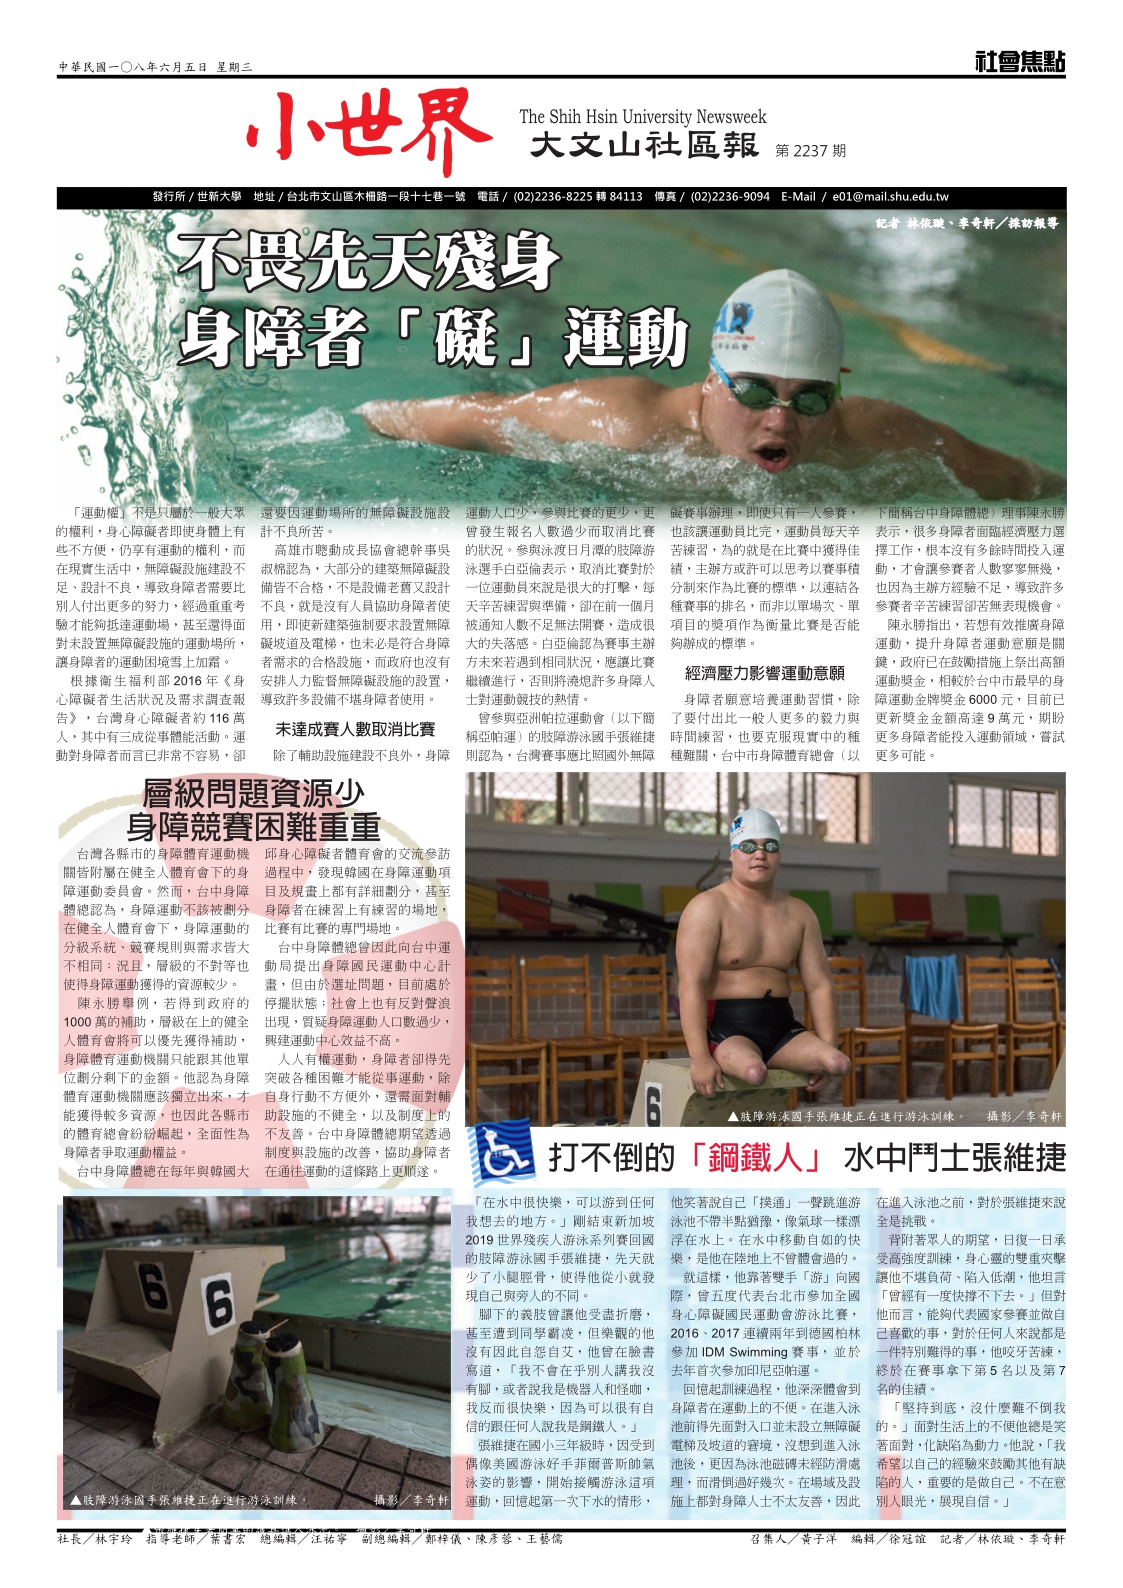 中華民國一○八年六月五日 星期三
社會焦點
小世界
The Shih Hsin University Newsweek
大文山社區報 第 2237 期
發行所 / 世新大學 地址 / 台北市文山區木柵路一段十七巷一號 電話 / (02)2236-8225 轉 84113 傳真 / (02)2236-9094 E-Mail / e01@mail.shu.edu.tw
記者 林依璇、李奇軒／採訪報導
不畏先天殘身
身障者「礙」運動
「運動權」不是只屬於一般大眾
的權利，身心障礙者即使身體上有
些不方便，仍享有運動的權利，而
在現實生活中，無障礙設施建設不
足、設計不良，導致身障者需要比
別人付出更多的努力，經過重重考
驗才能夠抵達運動場，甚至還得面
對未設置無障礙設施的運動場所，
讓身障者的運動困境雪上加霜。
根據衛生福利部 2016 年《身
心障礙者生活狀況及需求調查報
告》，台灣身心障礙者約 116 萬
人，其中有三成從事體能活動。運
動對身障者而言已非常不容易，卻
還要因運動場所的無障礙設施設
計不良所苦。
高雄市聽動成長協會總幹事吳
淑棉認為，大部分的建築無障礙設
備皆不合格，不是設備老舊又設計
不良，就是沒有人員協助身障者使
用，即使新建築強制要求設置無障
礙坡道及電梯，也未必是符合身障
者需求的合格設施，而政府也沒有
安排人力監督無障礙設施的設置，
導致許多設備不堪身障者使用。
未達成賽人數取消比賽
除了輔助設施建設不良外，身障
運動人口少，參與比賽的更少，更
曾發生報名人數過少而取消比賽
的狀況。參與泳渡日月潭的肢障游
泳選手白亞倫表示，取消比賽對於
一位運動員來說是很大的打擊，每
天辛苦練習與準備，卻在前一個月
被通知人數不足無法開賽，造成很
大的失落感。白亞倫認為賽事主辦
方未來若遇到相同狀況，應讓比賽
繼續進行，否則將澆熄許多身障人
士對運動競技的熱情。
曾參與亞洲帕拉運動會（以下簡
稱亞帕運）的肢障游泳國手張維捷
則認為，台灣賽事應比照國外無障
礙賽事辦理，即使只有一人參賽，
也該讓運動員比完，運動員每天辛
苦練習，為的就是在比賽中獲得佳
績，主辦方或許可以思考以賽事積
分制來作為比賽的標準，以連結各
種賽事的排名，而非以單場次、單
項目的獎項作為衡量比賽是否能
夠辦成的標準。
經濟壓力影響運動意願
身障者願意培養運動習慣，除
了要付出比一般人更多的毅力與
時間練習，也要克服現實中的種
種難關，台中市身障體育總會（以
下簡稱台中身障體總）理事陳永勝
表示，很多身障者面臨經濟壓力選
擇工作，根本沒有多餘時間投入運
動，才會讓參賽者人數寥寥無幾，
也因為主辦方經驗不足，導致許多
參賽者辛苦練習卻苦無表現機會。
陳永勝指出，若想有效推廣身障
運動，提升身障者運動意願是關
鍵，政府已在鼓勵措施上祭出高額
運動獎金，相較於台中市最早的身
障運動金牌獎金 6000 元，目前已
更新獎金金額高達 9 萬元，期盼
更多身障者能投入運動領域，嘗試
更多可能。
層級問題資源少
身障競賽困難重重
台灣各縣市的身障體育運動機
關皆附屬在健全人體育會下的身
障運動委員會。然而，台中身障
體總認為，身障運動不該被劃分
在健全人體育會下，身障運動的
分級系統、競賽規則與需求皆大
不相同；況且，層級的不對等也
使得身障運動獲得的資源較少。
陳永勝舉例，若得到政府的
1000 萬的補助，層級在上的健全
人體育會將可以優先獲得補助，
身障體育運動機關只能跟其他單
位劃分剩下的金額。他認為身障
體育運動機關應該獨立出來，才
能獲得較多資源，也因此各縣市
的體育總會紛紛崛起，全面性為
身障者爭取運動權益。
台中身障體總在每年與韓國大
邱身心障礙者體育會的交流參訪
過程中，發現韓國在身障運動項
目及規畫上都有詳細劃分，甚至
身障者在練習上有練習的場地，
比賽有比賽的專門場地。
台中身障體總曾因此向台中運
動局提出身障國民運動中心計
畫，但由於選址問題，目前處於
停擺狀態；社會上也有反對聲浪
出現，質疑身障運動人口數過少，
興建運動中心效益不高。
人人有權運動，身障者卻得先
突破各種困難才能從事運動，除
自身行動不方便外，還需面對輔
助設施的不健全，以及制度上的
不友善。台中身障體總期望透過
制度與設施的改善，協助身障者
在通往運動的這條路上更順遂。
6
▲肢障游泳國手張維捷正在進行游泳訓練。 攝影／李奇軒
打不倒的「鋼鐵人」 水中鬥士張維捷
6 6
▲肢障游泳國手張維捷正在進行游泳訓練。 攝影／李奇軒
「在水中很快樂，可以游到任何
我想去的地方。」剛結束新加坡
2019 世界殘疾人游泳系列賽回國
的肢障游泳國手張維捷，先天就
少了小腿脛骨，使得他從小就發
現自己與旁人的不同。
腳下的義肢曾讓他受盡折磨，
甚至遭到同學霸凌，但樂觀的他
沒有因此自怨自艾，他曾在臉書
寫道，「我不會在乎別人講我沒
有腳，或者說我是機器人和怪咖，
我反而很快樂，因為可以很有自
信的跟任何人說我是鋼鐵人。」
張維捷在國小三年級時，因受到
偶像美國游泳好手菲爾普斯帥氣
泳姿的影響，開始接觸游泳這項
運動，回憶起第一次下水的情形，
他笑著說自己「撲通」一聲跳進游
泳池不帶半點猶豫，像氣球一樣漂
浮在水上。在水中移動自如的快
樂，是他在陸地上不曾體會過的。
就這樣，他靠著雙手「游」向國
際，曾五度代表台北市參加全國
身心障礙國民運動會游泳比賽，
2016、2017 連續兩年到德國柏林
參加 IDM Swimming 賽事，並於
去年首次參加印尼亞帕運。
回憶起訓練過程，他深深體會到
身障者在運動上的不便。在進入泳
池前得先面對入口並未設立無障礙
電梯及坡道的窘境，沒想到進入泳
池後，更因為泳池磁磚未經防滑處
理，而滑倒過好幾次。在場域及設
施上都對身障人士不太友善，因此
在進入泳池之前，對於張維捷來說
全是挑戰。
背附著眾人的期望，日復一日承
受高強度訓練，身心靈的雙重夾擊
讓他不堪負荷、陷入低潮，他坦言
「曾經有一度快撐不下去。」但對
他而言，能夠代表國家參賽並做自
己喜歡的事，對於任何人來說都是
一件特別難得的事，他咬牙苦練，
終於在賽事拿下第 5 名以及第 7
名的佳績。
「堅持到底，沒什麼難不倒我
的。」面對生活上的不便他總是笑
著面對，化缺陷為動力。他說，「我
希望以自己的經驗來鼓勵其他有缺
陷的人，重要的是做自己。不在意
別人眼光，展現自信。」
社長／林宇玲 指導老師／葉書宏 總編輯／汪祐寧 副總編輯／鄭梓儀、陳彥蓉、王藝儒
召集人／黃子洋 編輯／徐冠誼 記者／林依璇、李奇軒